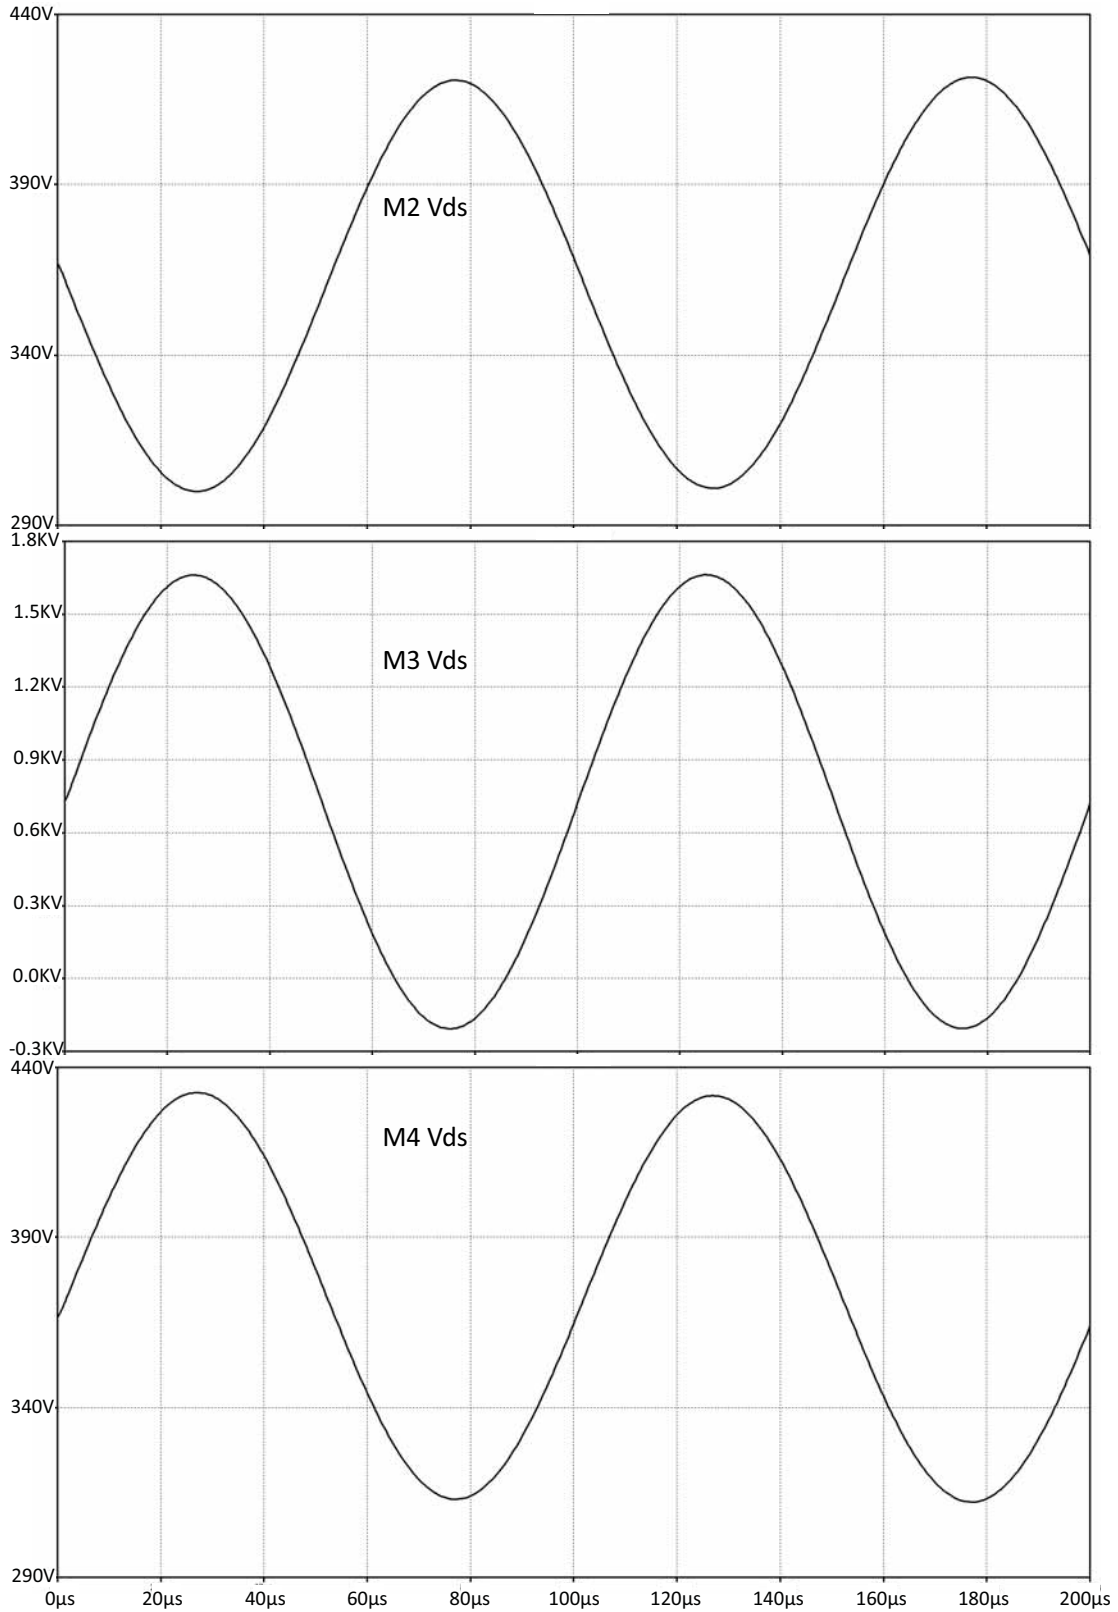 440V
390V
M2 Vds
340V
290V
1.8KV
1.5KV
M3 Vds
1.2KV
0.9KV
0.6KV
0.3KV
0.0KV
-0.3KV
440V
M4 Vds
390V
340V
290V
0µs 20µs 40µs 60µs 80µs 100µs 120µs 140µs 160µs 180µs 200µs